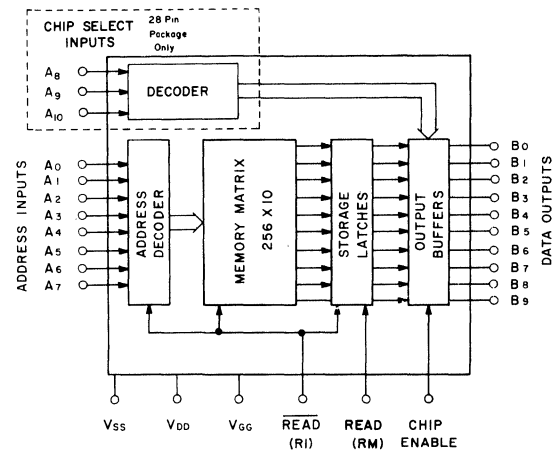 CHIP SELECT
INPUTS
28 Pin
Package
Only
A8
A9
A10
DECODER
ADDRESS INPUTS
A0
A1
A2
A3
A4
A5
A6
A7
ADDRESS
DECODER
MEMORY MATRIX
256 X 10
STORAGE
LATCHES
OUTPUT
BUFFERS
B0
B1
B2
B3
B4
B5
B6
B7
B8
B9
DATA OUTPUTS
VSS
VDD
VGG
READ
(RI)
READ
(RM)
CHIP
ENABLE